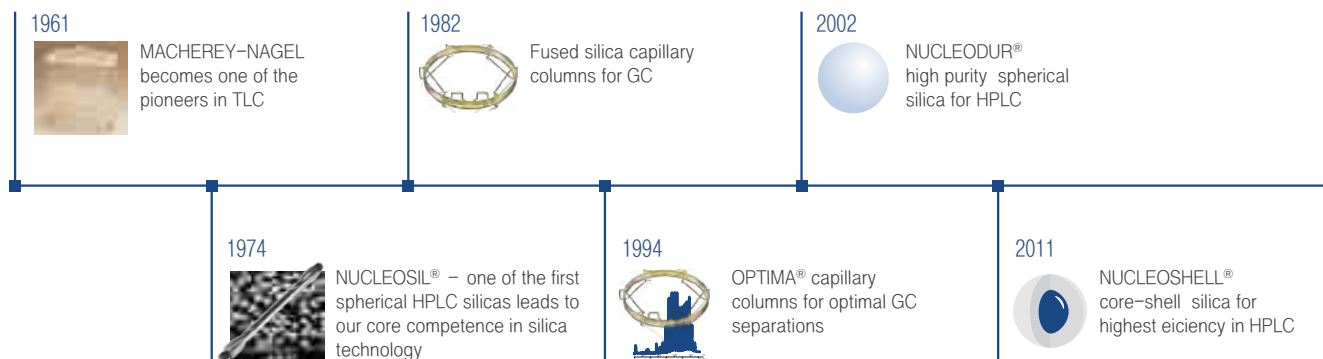 1961
MACHEREY-NAGEL
becomes one of the
pioneers in TLC
1982
Fused silica capillary
columns for GC
2002
NUCLEODUR®
high purity spherical
silica for HPLC
1974
NUCLEOSIL® – one of the first
spherical HPLC silicas leads to
our core competence in silica
technology
1994
OPTIMA® capillary
columns for optimal GC
separations
2011
NUCLEOSHELL®
core-shell silica for
highest eiciency in HPLC